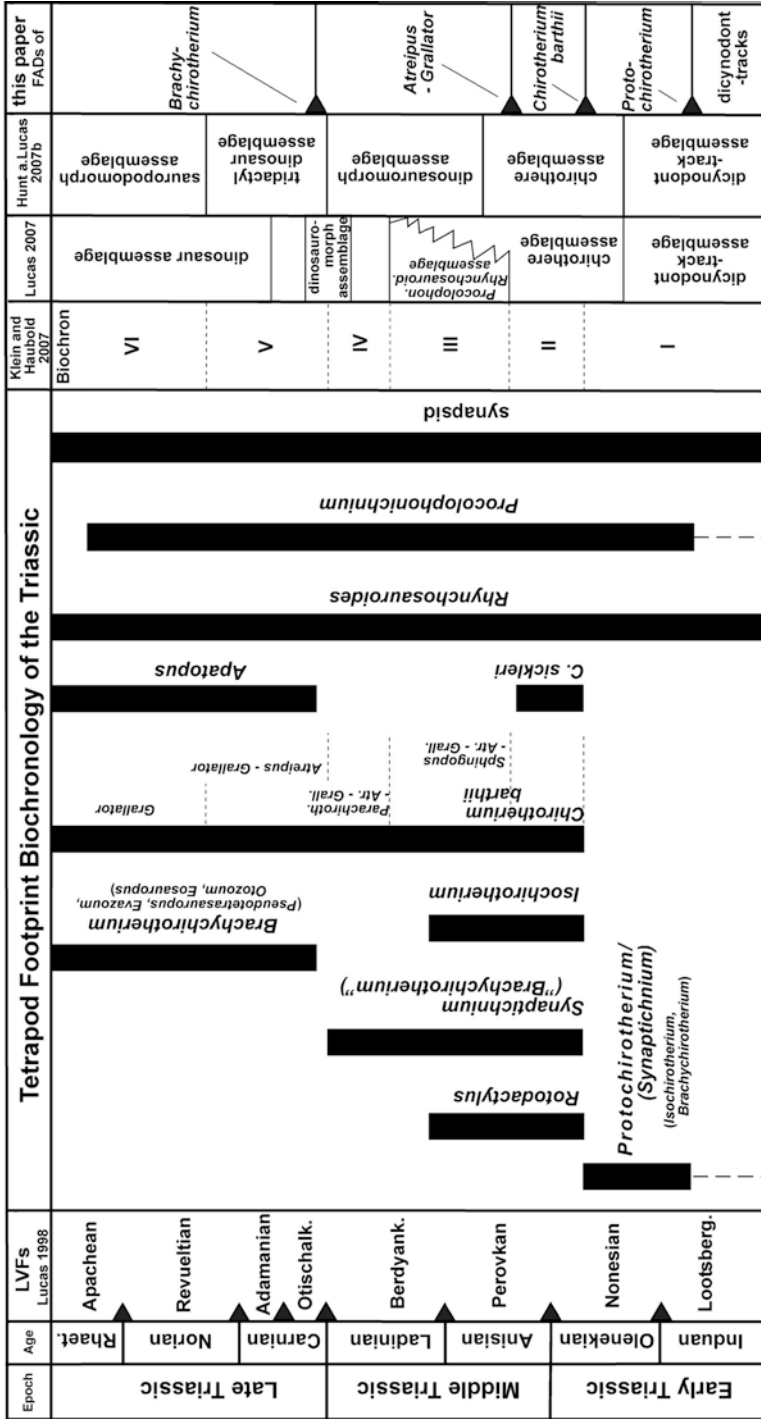 Tetrapod Footprint Biochronology of the Triassic
Epoch
Age
LVFs
Lucas 1998
Klein and
Haubold
2007
Lucas 2007
Hunt a.Lucas
2007b
this paper
FADs of
Late Triassic
Middle Triassic
Early Triassic
Rhaet.
Norian
Carnian
Ladinian
Anisian
Olenekian
Induan
Apachean
Revueltian
Adamanian
Otischalk.
Berdyank.
Perovkan
Nonesian
Lootsberg.
Protochirotherium/
(Synaptichnium)
(Isochirotherium,
Brachychirotherium)
Rotodactylus
Synaptichnium
("Brachychirotherium")
Isochirotherium
Brachychirotherium
(Pseudotetrasauropus, Evazoum,
Otozoum, Eosauropus)
Chirotherium
barthii
Grallator
Atreipus - Grallator
Parachiroth.
- Atr. - Grall.
Sphingopus
- Atr. - Grall.
Apatopus
C. sickleri
Rhynchosauroides
Procolophonichnium
synapsid
Biochron
VI
V
IV
III
II
I
dinosaur assemblage
dinosauro-
morph
assemblage
Procolophon.
Rhynchosauroid.
assemblage
chirothere
assemblage
dicynodont
track-
assemblage
sauropodomorph
assemblage
tridactyl
dinosaur
assemblage
dinosauromorph
assemblage
chirothere
assemblage
dicynodont
track-
assemblage
Brachy-
chirotherium
Atreipus
- Grallator
Chirotherium
barthii
Proto-
chirotherium
dicynodont
-tracks